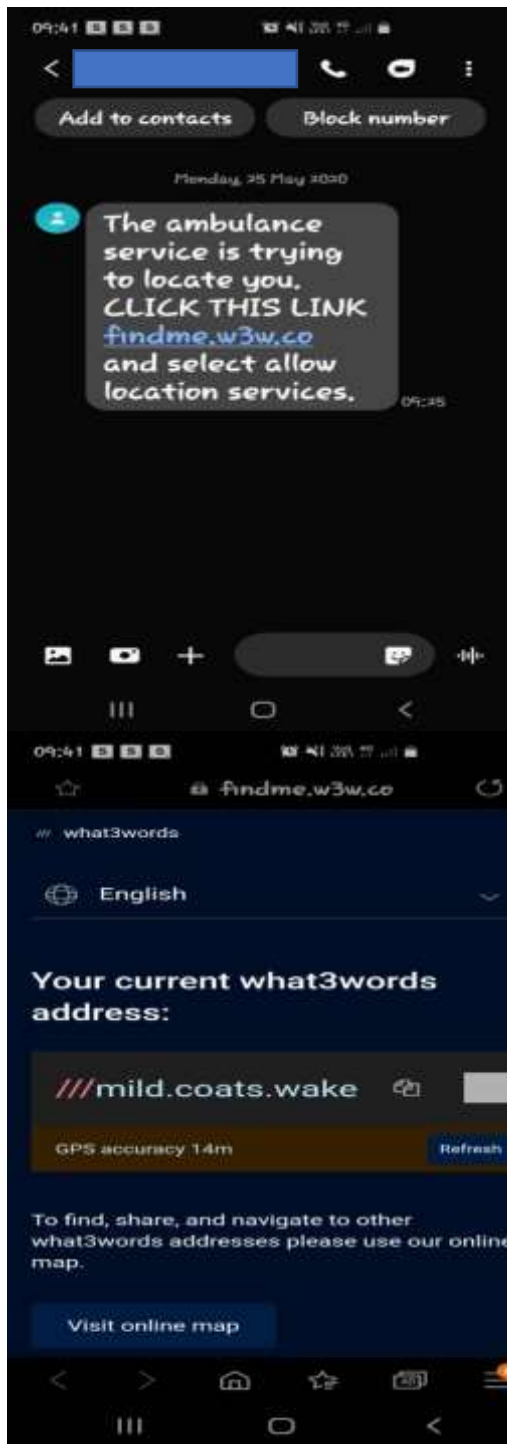 09:41
Add to contacts
Block number
Monday, 25 May 2020
The ambulance
service is trying
to locate you.
CLICK THIS LINK
findme.w3w.co
and select allow
location services.
09:25
09:41
findme.w3w.co
/// what3words
English
Your current what3words
address:
///mild.coats.wake
GPS accuracy 14m
Refresh
To find, share, and navigate to other
what3words addresses please use our online
map.
Visit online map